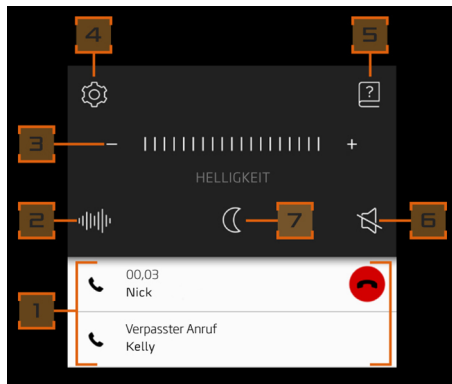 4
5
?
3
− +
HELLIGKEIT
2
7
6
1
00,03
Nick
Verpasster Anruf
Kelly